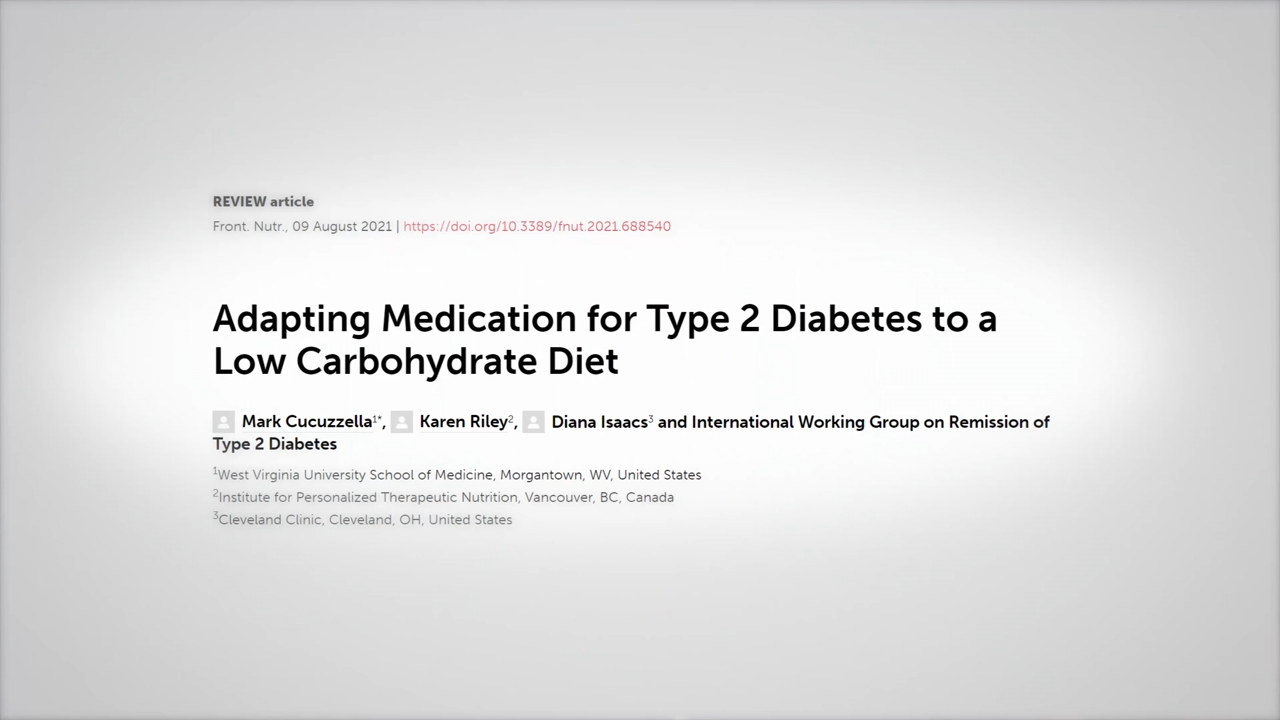 REVIEW article
Front. Nutr., 09 August 2021 | https://doi.org/10.3389/fnut.2021.688540
Adapting Medication for Type 2 Diabetes to a
Low Carbohydrate Diet
Mark Cucuzzella1*, Karen Riley2, Diana Isaacs3 and International Working Group on Remission of
Type 2 Diabetes
1West Virginia University School of Medicine, Morgantown, WV, United States
2Institute for Personalized Therapeutic Nutrition, Vancouver, BC, Canada
3Cleveland Clinic, Cleveland, OH, United States